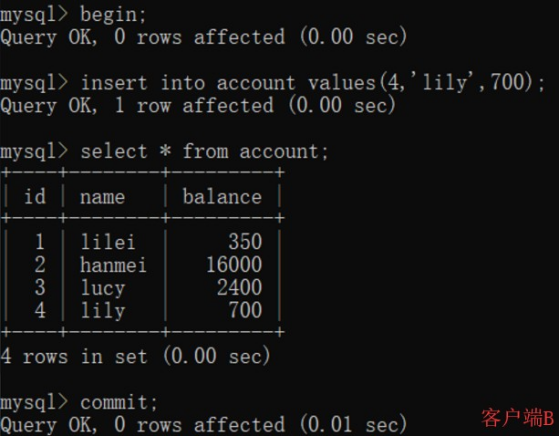 mysql> begin;
Query OK, 0 rows affected (0.00 sec)
mysql> insert into account values(4,'lily',700);
Query OK, 1 row affected (0.00 sec)
mysql> select * from account;
+----+--------+---------+
| id | name   | balance |
+----+--------+---------+
|  1 | lilei  |     350 |
|  2 | hanmei |   16000 |
|  3 | lucy   |    2400 |
|  4 | lily   |     700 |
+----+--------+---------+
4 rows in set (0.00 sec)
mysql> commit;
Query OK, 0 rows affected (0.01 sec)
客户端B